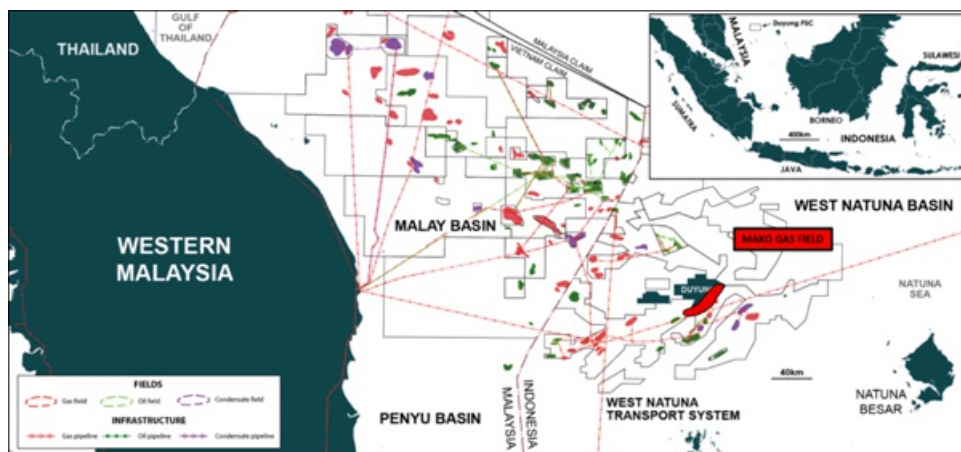 THAILAND
GULF
OF
THAILAND
MALAYSIA CLAIM
VIETNAM CLAIM
MALAYSIA
Duyung PSC
SULAWESI
SUMATRA
BORNEO
400km
INDONESIA
JAVA
WESTERN
MALAYSIA
MALAY BASIN
WEST NATUNA BASIN
MAKO GAS FIELD
DUYUNG
NATUNA
SEA
40km
NATUNA
BESAR
PENYU BASIN
MALAYSIA
INDONESIA
WEST NATUNA
TRANSPORT SYSTEM
FIELDS
Gas field
Oil field
Condensate field
INFRASTRUCTURE
Gas pipeline
Oil pipeline
Condensate pipeline